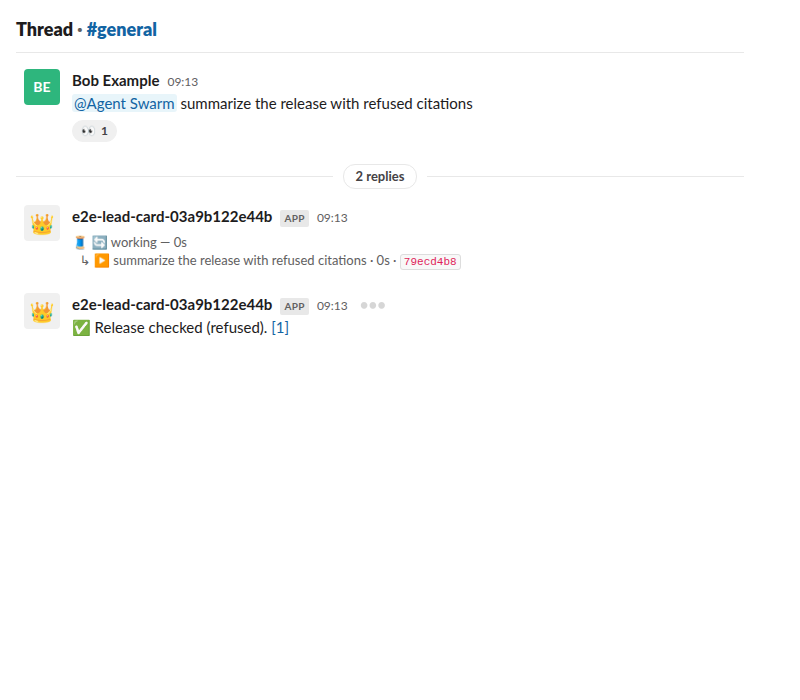 Thread • #general
BE
Bob Example 09:13
@Agent Swarm summarize the release with refused citations
👀 1
2 replies
e2e-lead-card-03a9b122e44b APP 09:13
🧵 🔄 working — 0s
↳ ▶️ summarize the release with refused citations · 0s · 79ecd4b8
e2e-lead-card-03a9b122e44b APP 09:13
✅ Release checked (refused). [1]